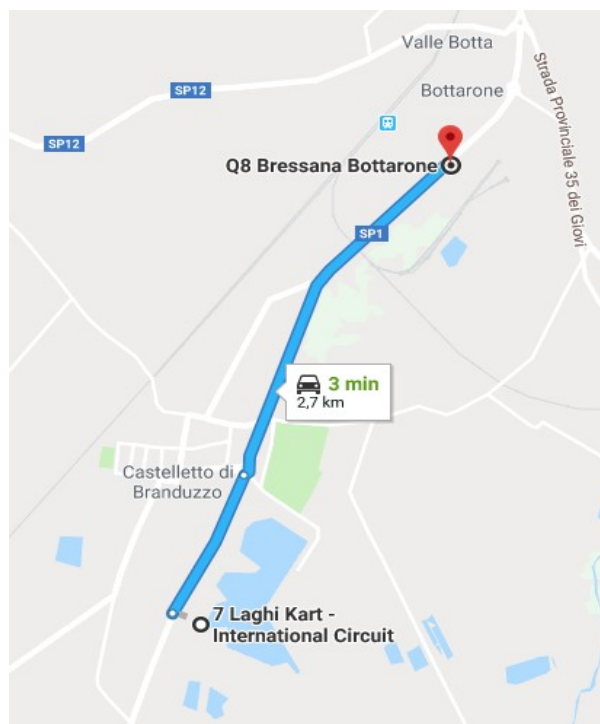 Valle Botta
SP12
Bottarone
SP12
Strada Provinciale 35 dei Giovi
Q8 Bressana Bottarone
SP1
3 min
2,7 km
Castelletto di
Branduzzo
7 Laghi Kart -
International Circuit